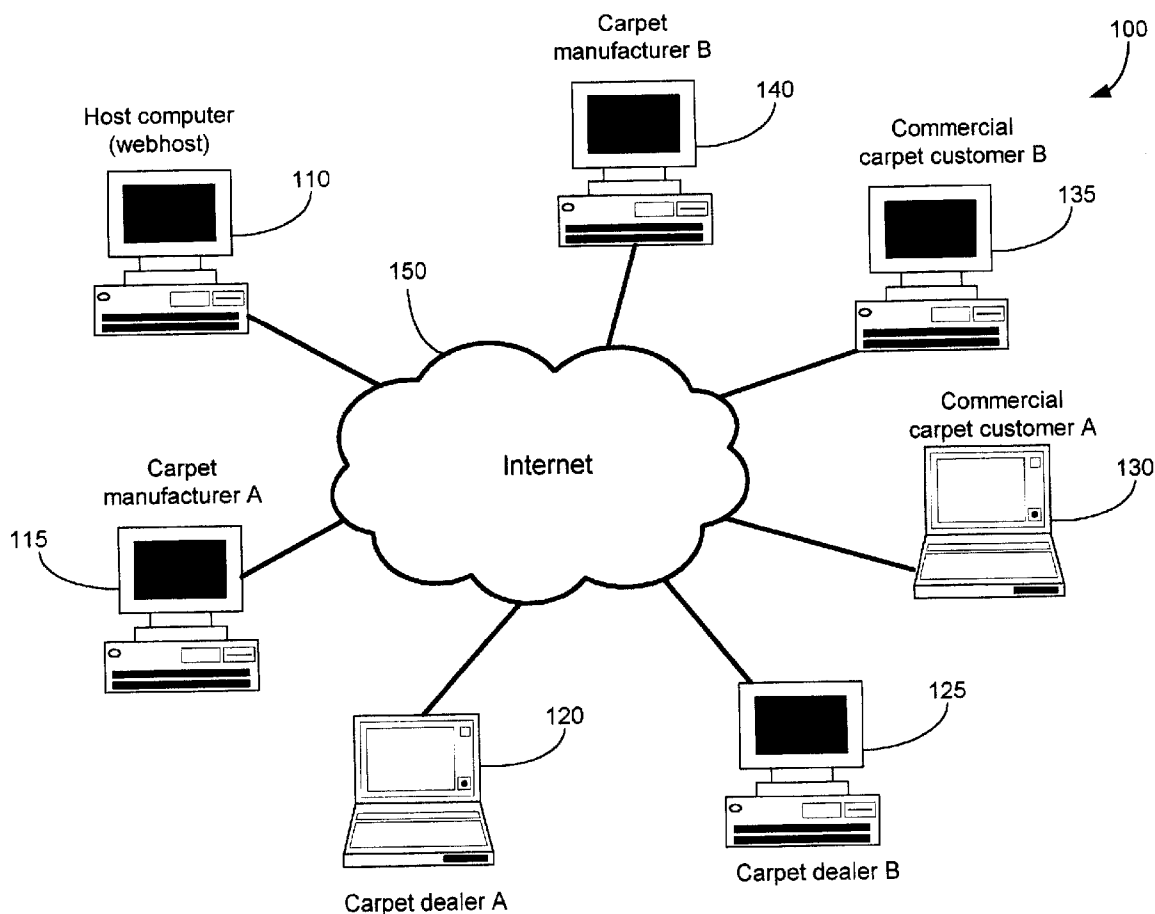 Carpet
manufacturer B
100
140
Host computer
(webhost)
Commercial
carpet customer B
110
135
150
Commercial
carpet customer A
Internet
Carpet
manufacturer A
130
115
120
125
Carpet dealer B
Carpet dealer A